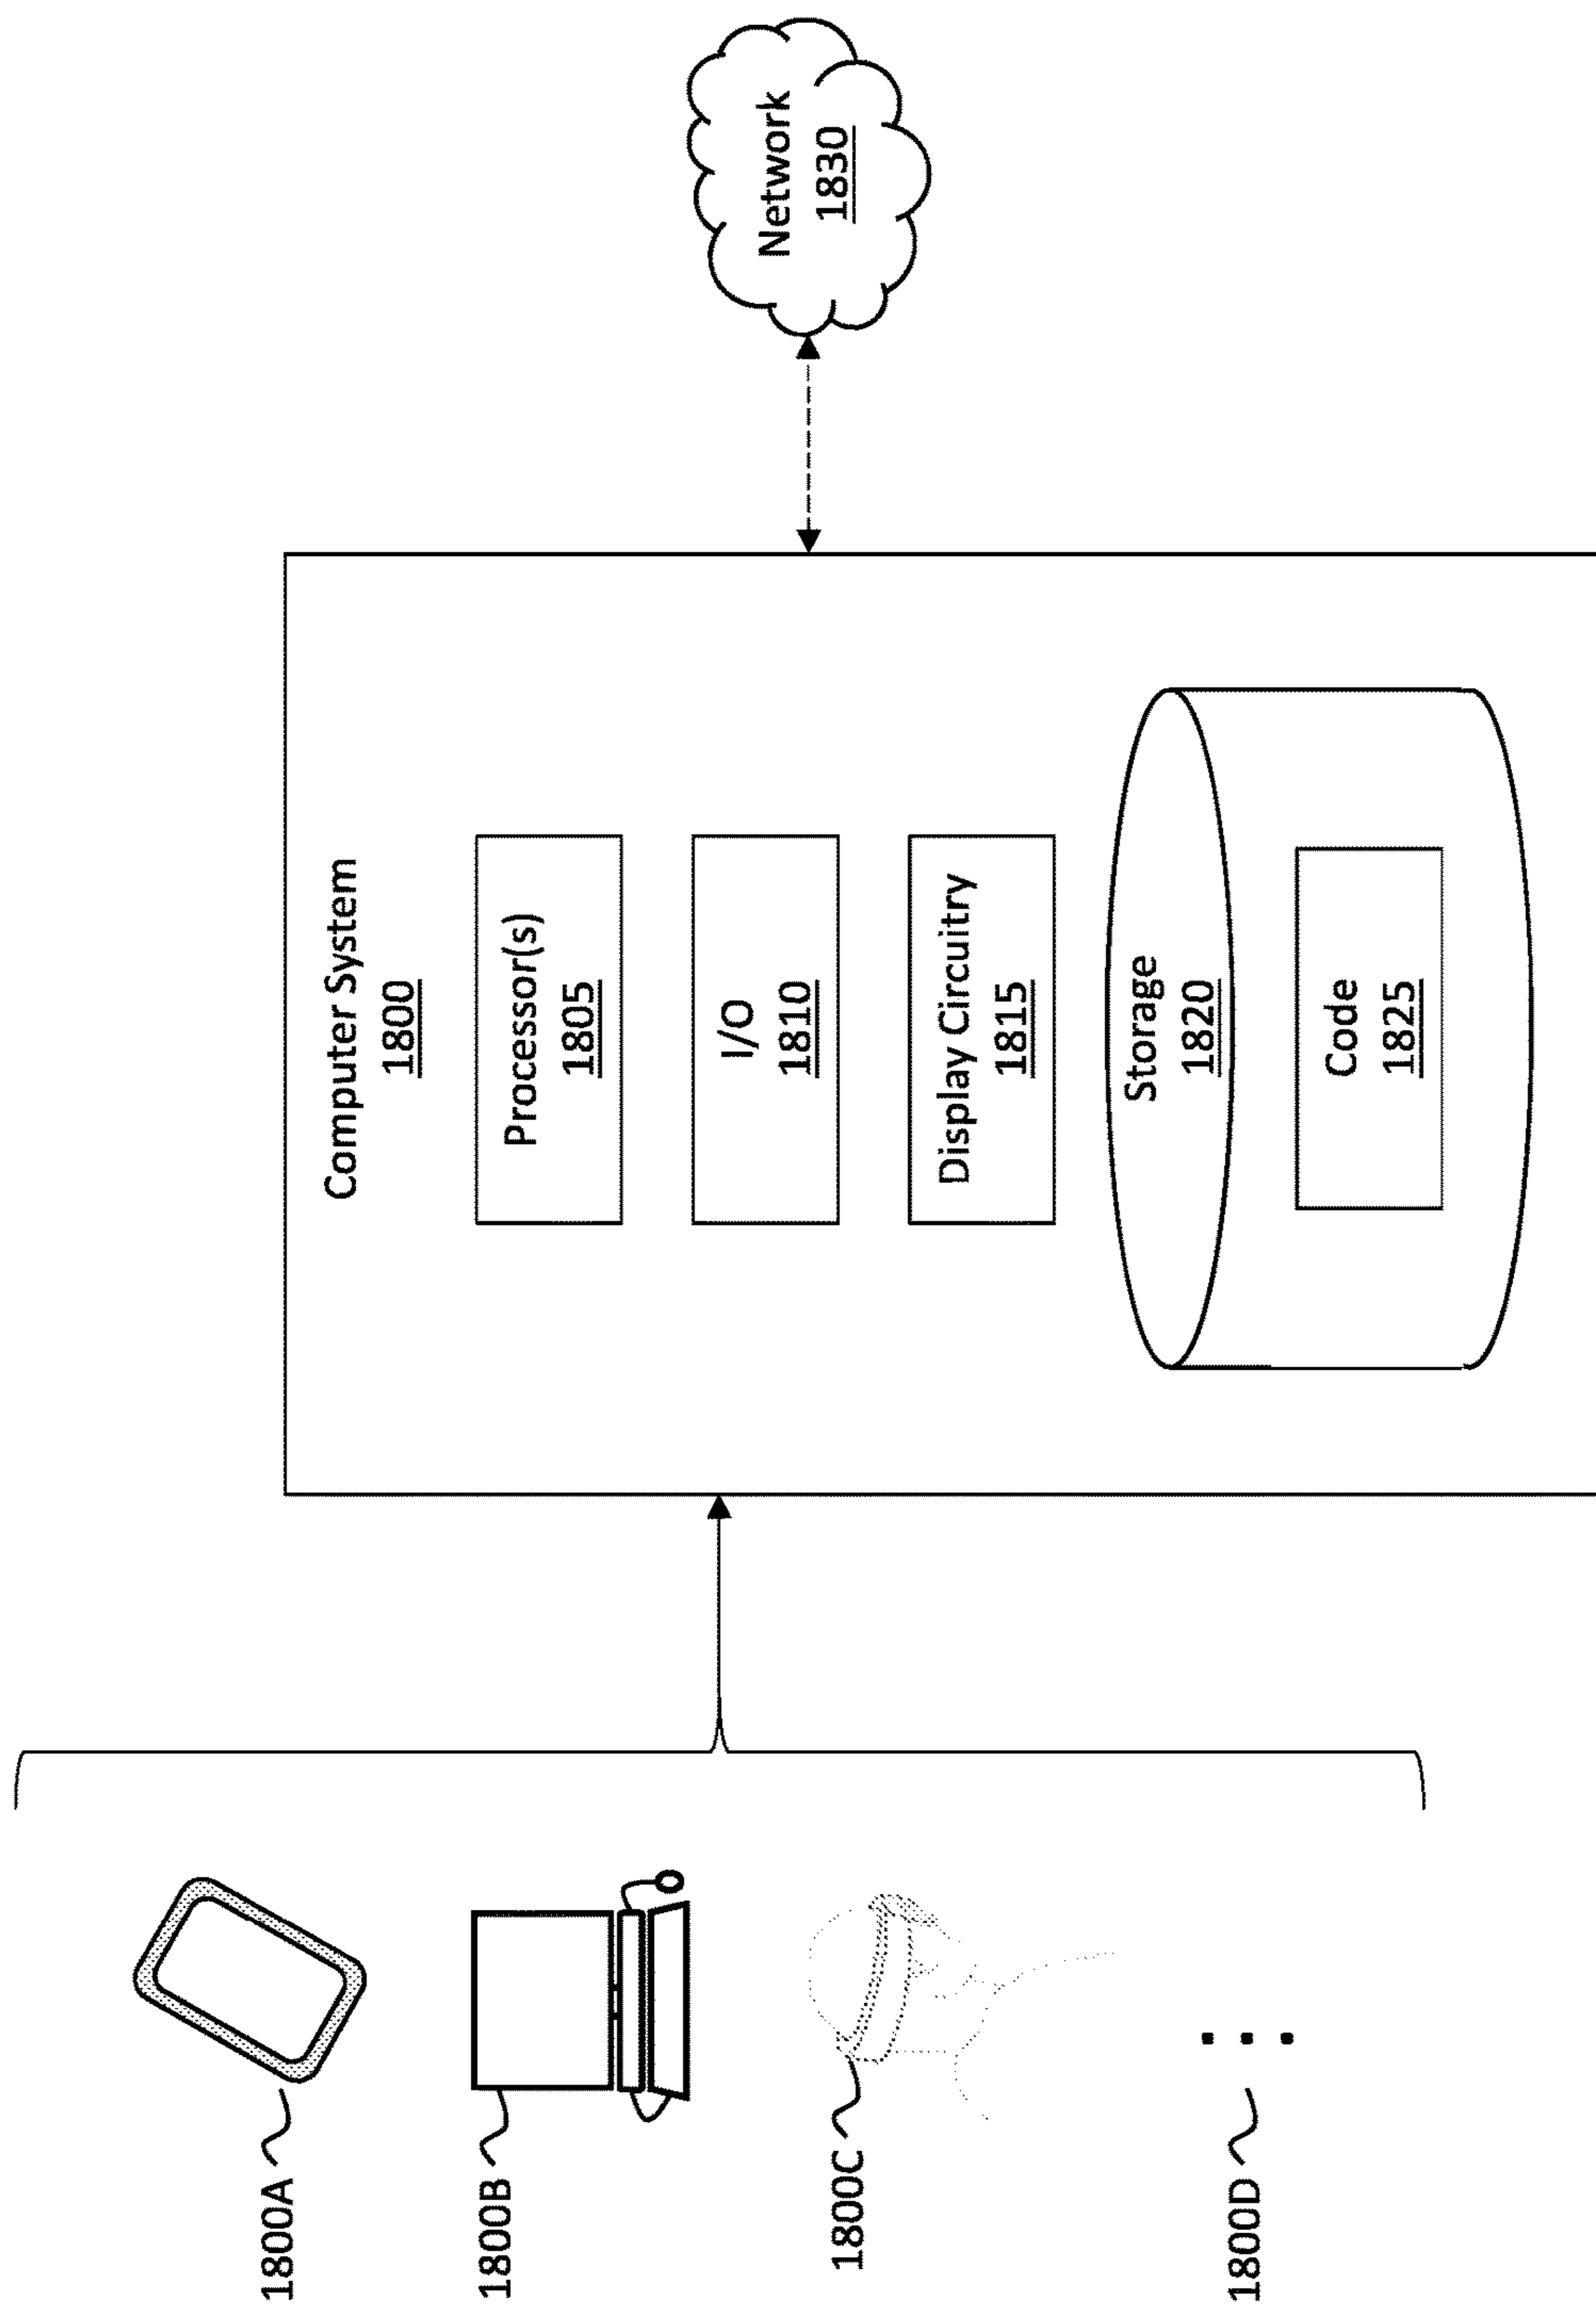 1800A
1800B
1800C
1800D
Computer System
1800
Processor(s)
1805
I/O
1810
Display Circuitry
1815
Storage
1820
Code
1825
Network
1830